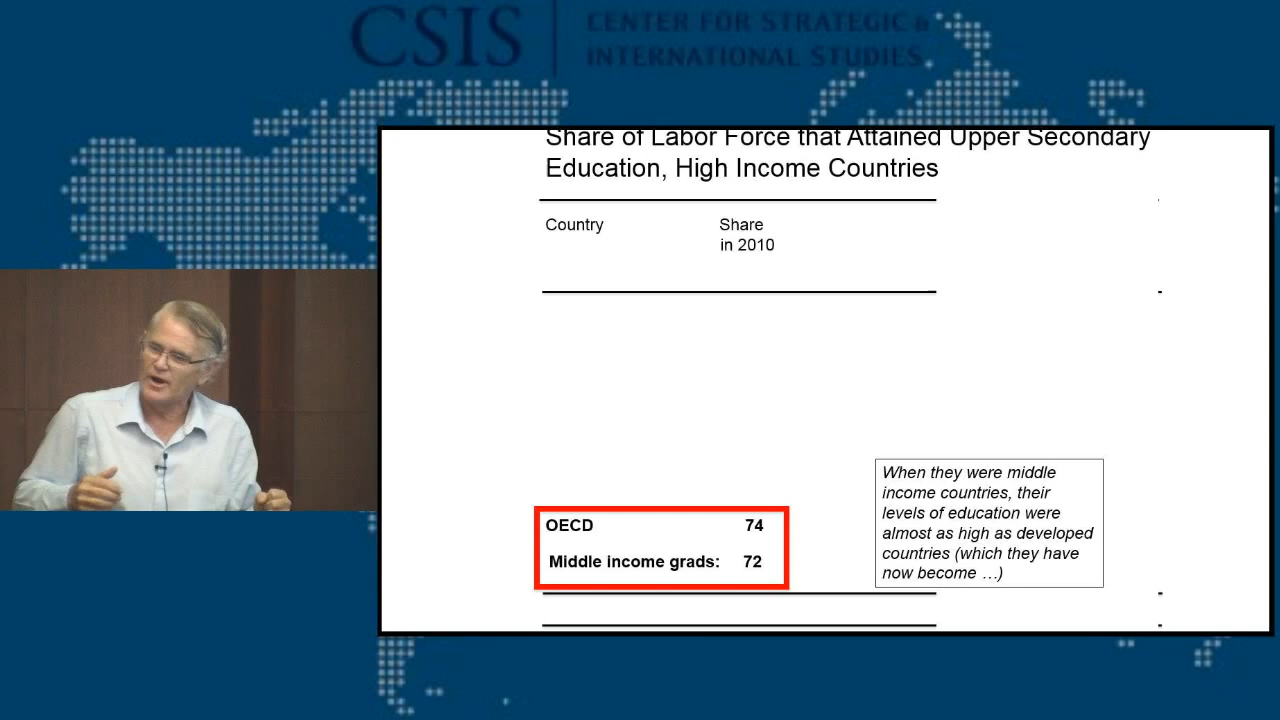 CSIS
CENTER FOR STRATEGIC &
INTERNATIONAL STUDIES
Share of Labor Force that Attained Upper Secondary
Education, High Income Countries
Country Share
in 2010
OECD 74
Middle income grads: 72
When they were middle
income countries, their
levels of education were
almost as high as developed
countries (which they have
now become …)